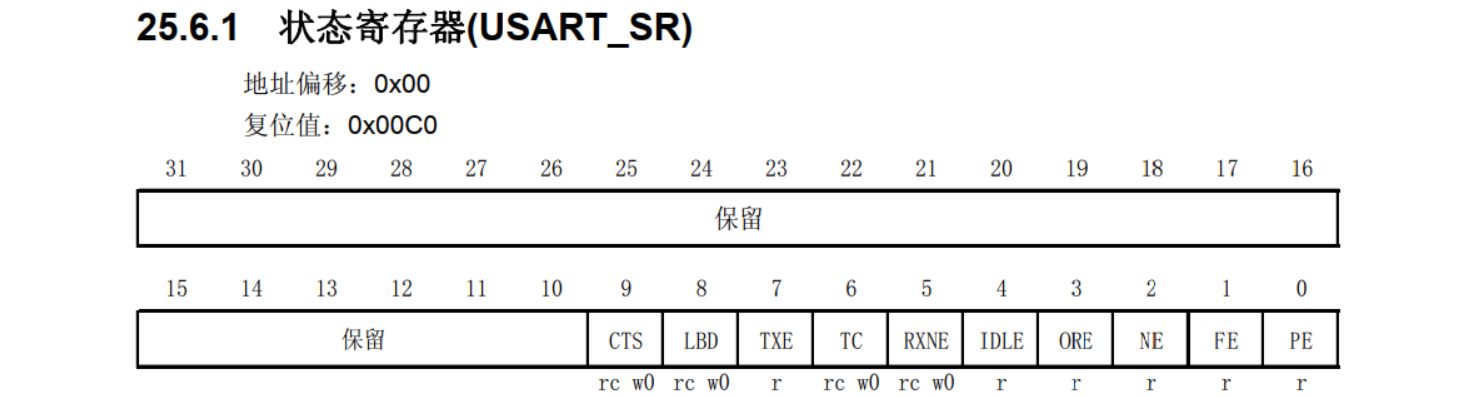 25.6.1 状态寄存器(USART_SR)
地址偏移：0x00
复位值：0x00C0
31 30 29 28 27 26 25 24 23 22 21 20 19 18 17 16
保留
15 14 13 12 11 10 9 8 7 6 5 4 3 2 1 0
保留 CTS LBD TXE TC RXNE IDLE ORE NE FE PE
rc w0 rc w0 r rc w0 rc w0 r r r r r